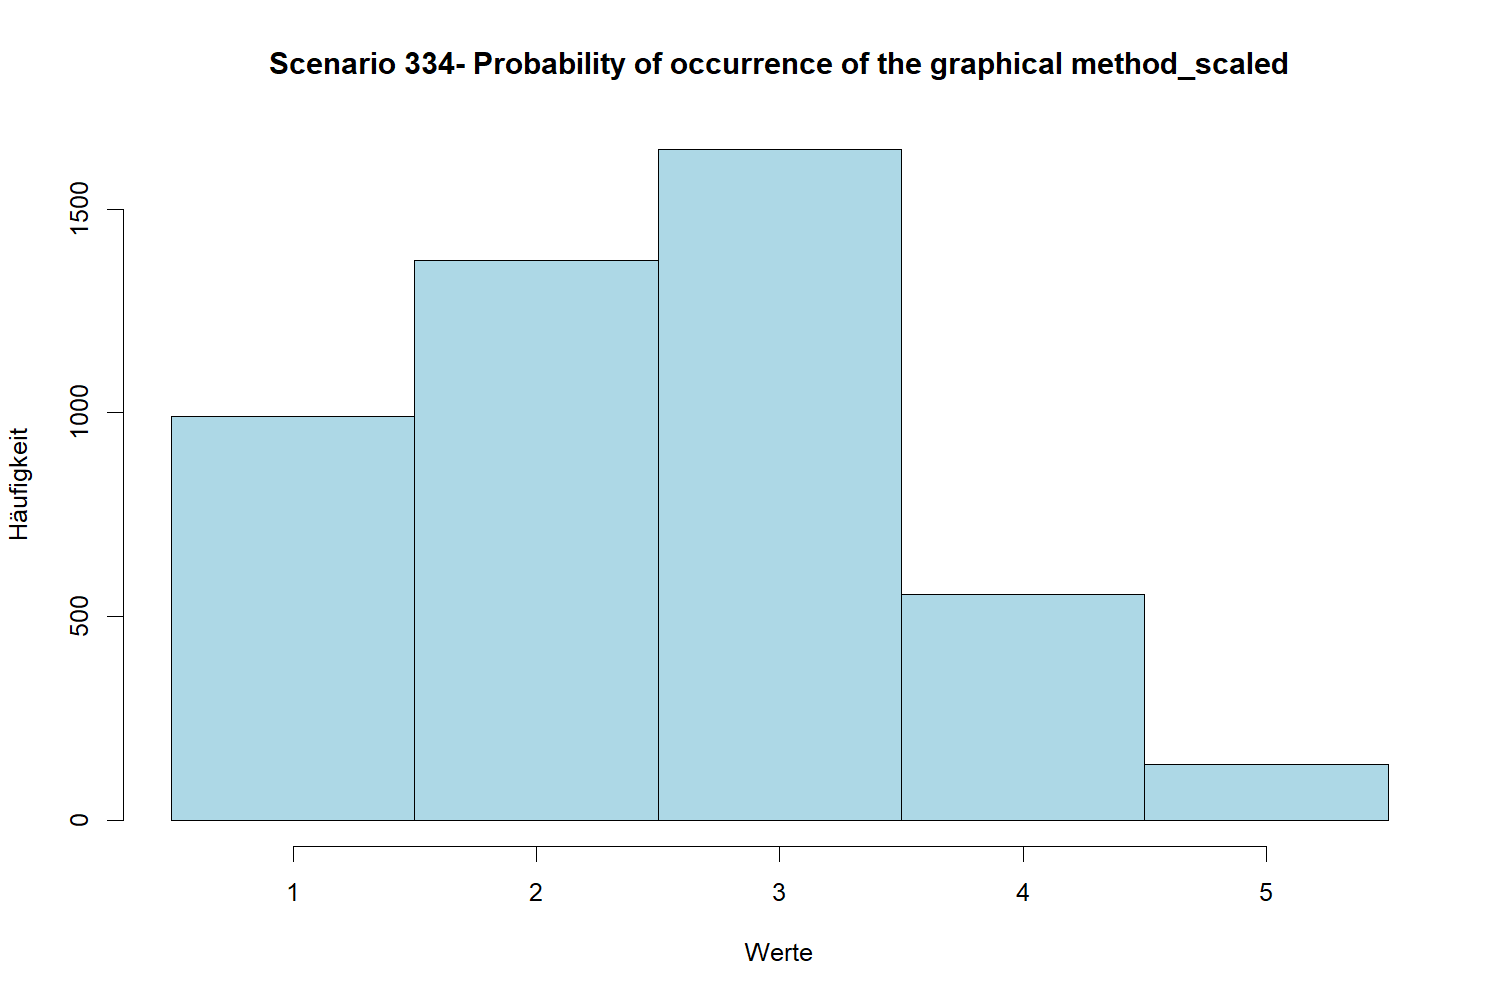 Scenario 334- Probability of occurrence of the graphical method_scaled
Häufigkeit
1500
1000
500
0
1 2 3 4 5
Werte